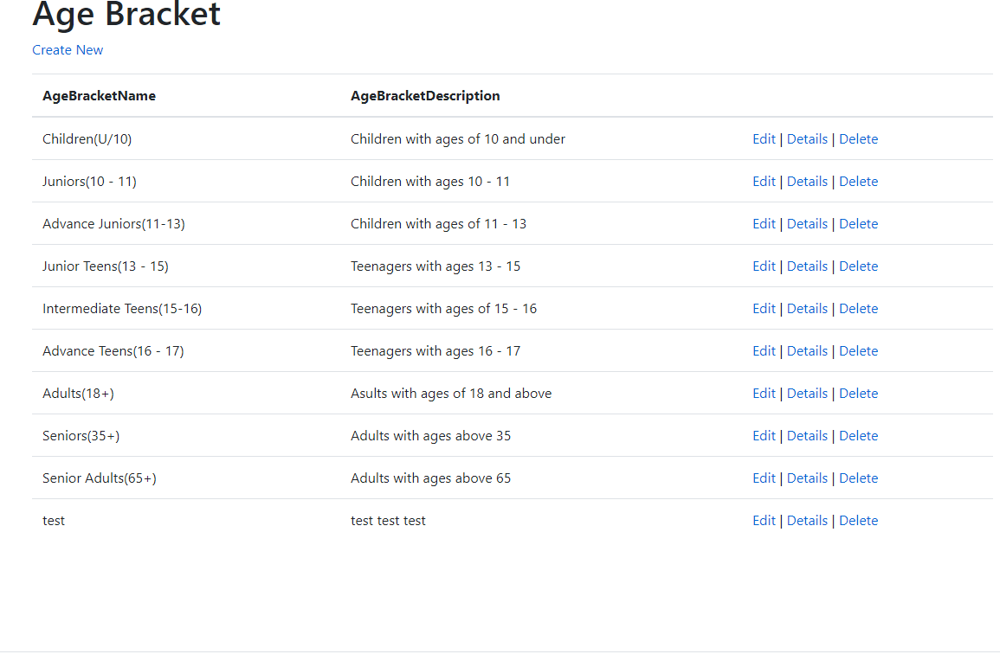 Age Bracket
Create New
AgeBracketName AgeBracketDescription
Children(U/10) Children with ages of 10 and under Edit | Details | Delete
Juniors(10 - 11) Children with ages 10 - 11 Edit | Details | Delete
Advance Juniors(11-13) Children with ages of 11 - 13 Edit | Details | Delete
Junior Teens(13 - 15) Teenagers with ages 13 - 15 Edit | Details | Delete
Intermediate Teens(15-16) Teenagers with ages of 15 - 16 Edit | Details | Delete
Advance Teens(16 - 17) Teenagers with ages 16 - 17 Edit | Details | Delete
Adults(18+) Asults with ages of 18 and above Edit | Details | Delete
Seniors(35+) Adults with ages above 35 Edit | Details | Delete
Senior Adults(65+) Adults with ages above 65 Edit | Details | Delete
test test test test Edit | Details | Delete